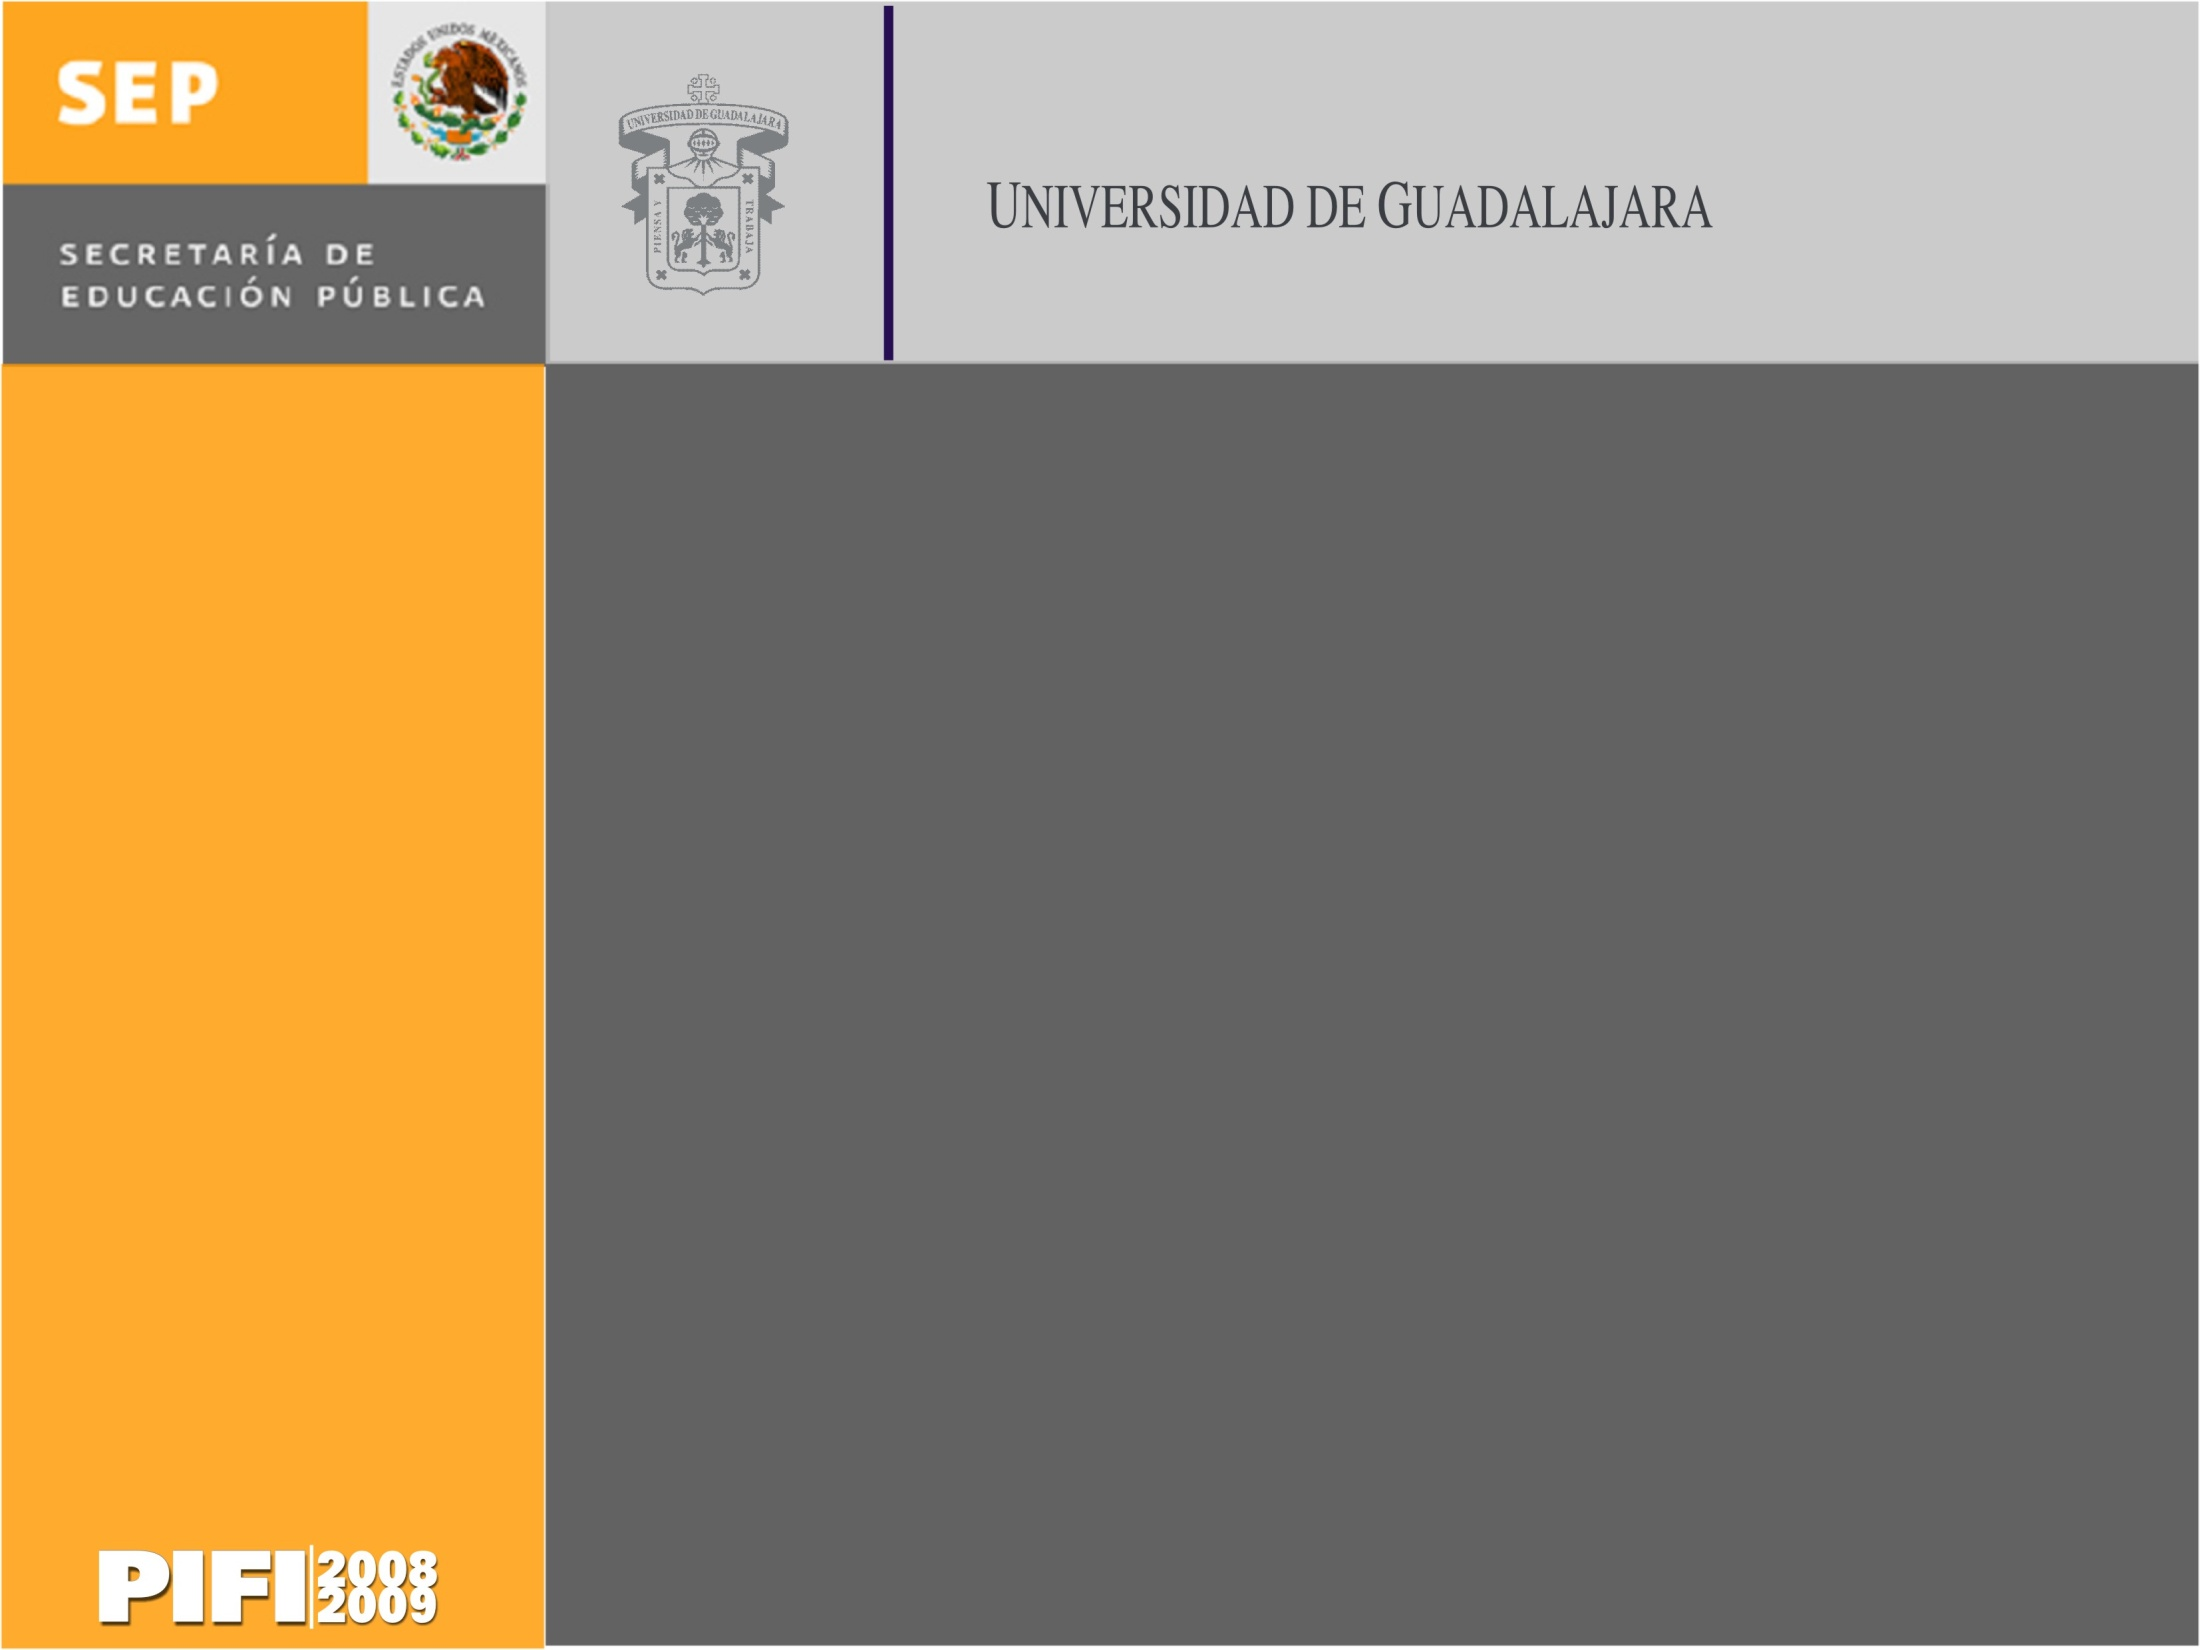 SEP
ESTADOS UNIDOS MEXICANOS
SECRETARÍA DE
EDUCACIÓN PÚBLICA
UNIVERSIDAD DE GUADALAJARA
PIENSA Y
TRABAJA
UNIVERSIDAD DE GUADALAJARA
PIFI
2008
2009